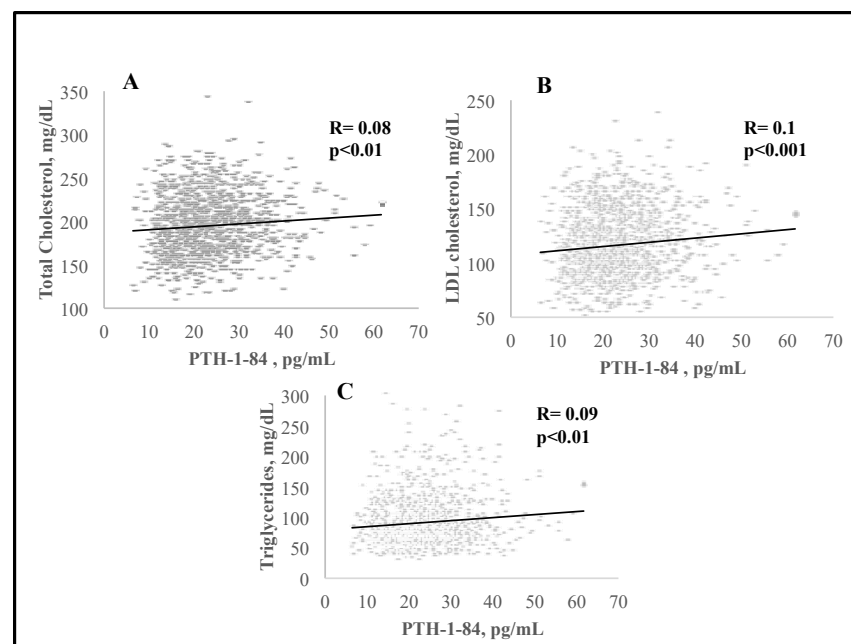 A
350
300
250
200
150
100
Total Cholesterol, mg/dL
R= 0.08
p<0.01
0 10 20 30 40 50 60 70
PTH-1-84 , pg/mL
B
250
200
150
100
50
LDL cholesterol, mg/dL
R= 0.1
p<0.001
0 10 20 30 40 50 60 70
PTH-1-84 , pg/mL
C
300
250
200
150
100
50
0
Triglycerides, mg/dL
R= 0.09
p<0.01
0 10 20 30 40 50 60 70
PTH-1-84, pg/mL